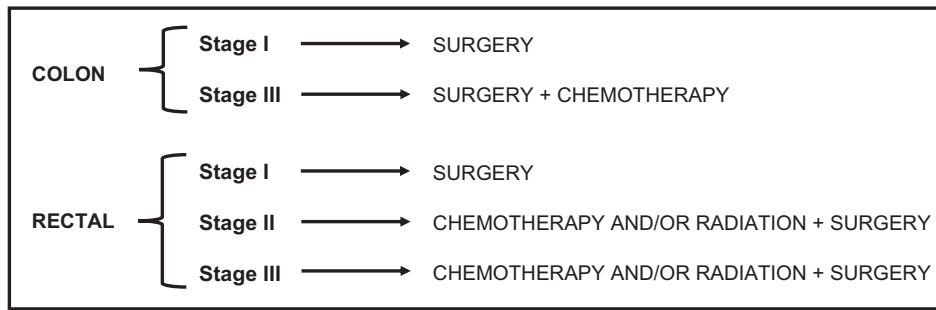 COLON
Stage I SURGERY
Stage III SURGERY + CHEMOTHERAPY
RECTAL
Stage I SURGERY
Stage II CHEMOTHERAPY AND/OR RADIATION + SURGERY
Stage III CHEMOTHERAPY AND/OR RADIATION + SURGERY